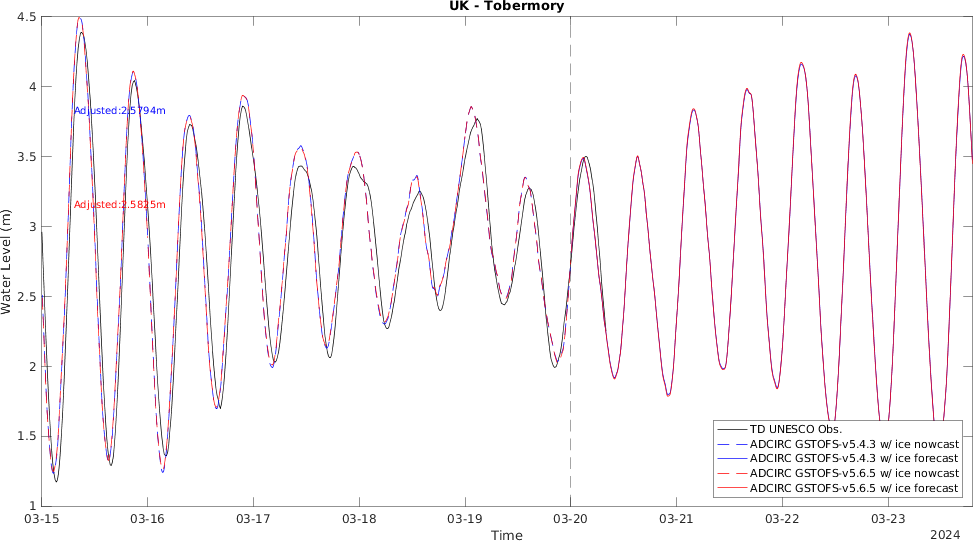 UK - Tobermory
4.5
4
3.5
3
2.5
2
1.5
1
Water Level (m)
Adjusted:2.5794m
Adjusted:2.5825m
TD UNESCO Obs.
ADCIRC GSTOFS-v5.4.3 w/ ice nowcast
ADCIRC GSTOFS-v5.4.3 w/ ice forecast
ADCIRC GSTOFS-v5.6.5 w/ ice nowcast
ADCIRC GSTOFS-v5.6.5 w/ ice forecast
03-15 03-16 03-17 03-18 03-19 03-20 03-21 03-22 03-23
Time
2024